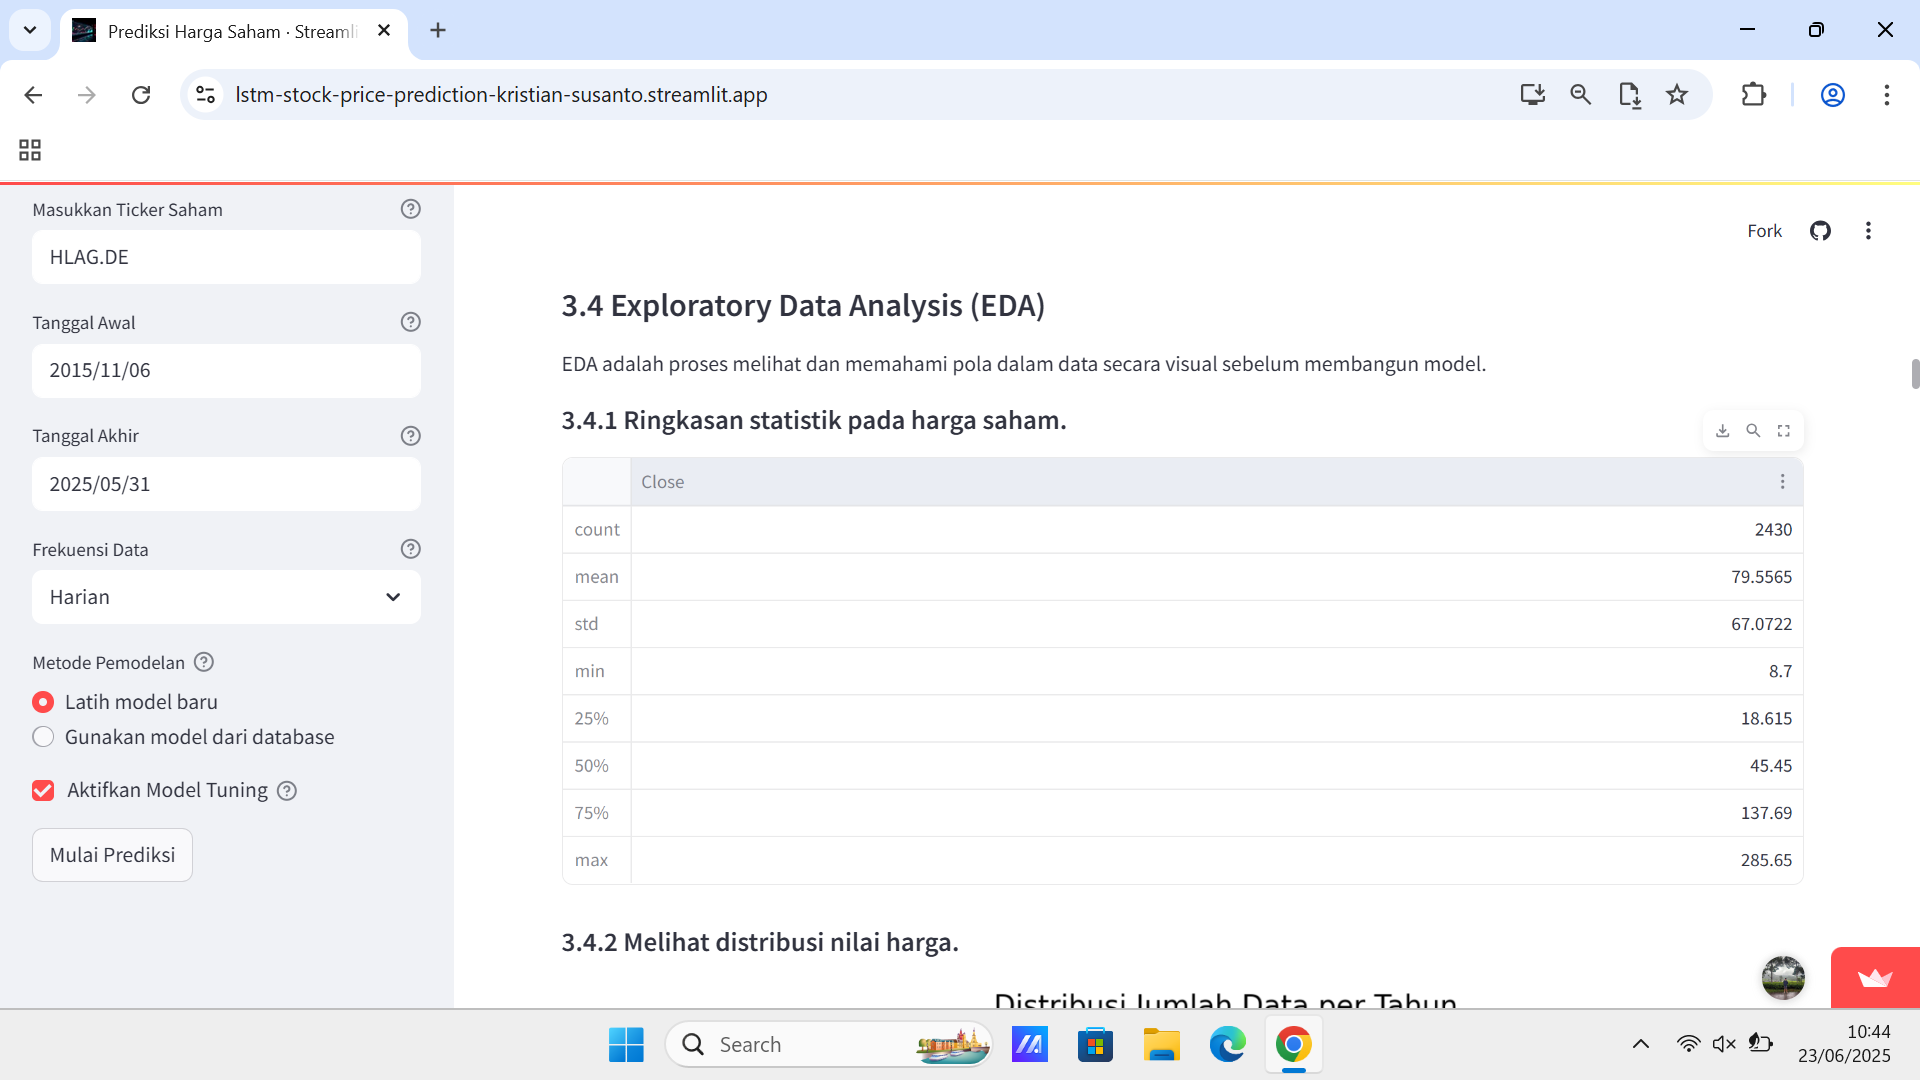 Prediksi Harga Saham · Streamli
lstm-stock-price-prediction-kristian-susanto.streamlit.app
Masukkan Ticker Saham
HLAG.DE
Tanggal Awal
2015/11/06
Tanggal Akhir
2025/05/31
Frekuensi Data
Harian
Metode Pemodelan
Latih model baru
Gunakan model dari database
Aktifkan Model Tuning
Mulai Prediksi
Fork
3.4 Exploratory Data Analysis (EDA)
EDA adalah proses melihat dan memahami pola dalam data secara visual sebelum membangun model.
3.4.1 Ringkasan statistik pada harga saham.
Close
count 2430
mean 79.5565
std 67.0722
min 8.7
25% 18.615
50% 45.45
75% 137.69
max 285.65
3.4.2 Melihat distribusi nilai harga.
Distribusi Jumlah Data per Tahun
Search
10:44
23/06/2025